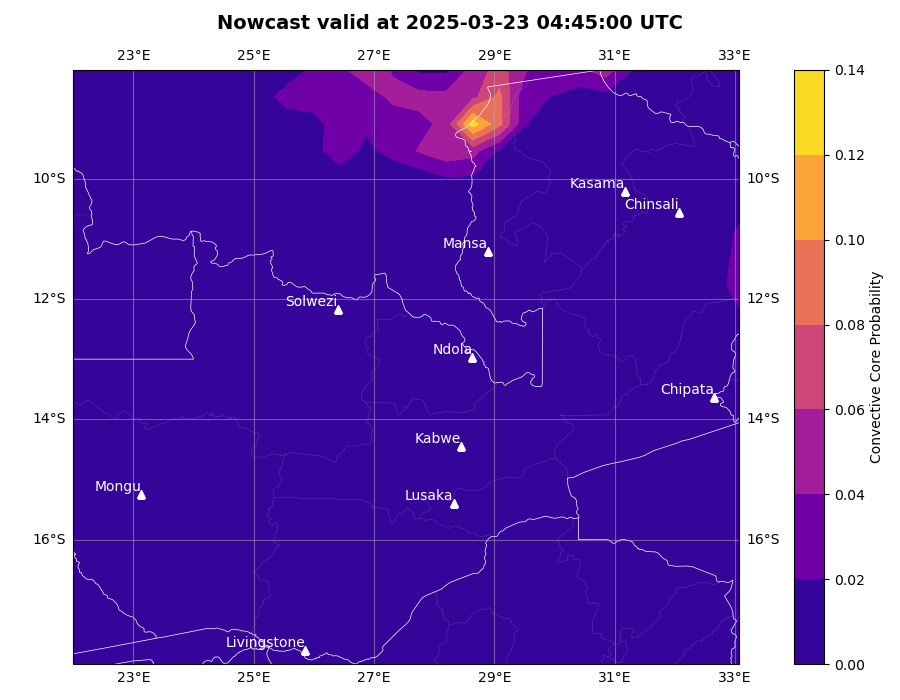 Nowcast valid at 2025-03-23 04:45:00 UTC
23°E 25°E 27°E 29°E 31°E 33°E
0.14
0.12
10°S Kasama 10°S
Chinsali
0.10
Mansa
12°S Solwezi 12°S
0.08
Ndola
Chipata
0.06
14°S 14°S
Kabwe
Mongu
Lusaka
0.04
16°S 16°S
0.02
Livingstone
0.00
23°E 25°E 27°E 29°E 31°E 33°E
Convective Core Probability